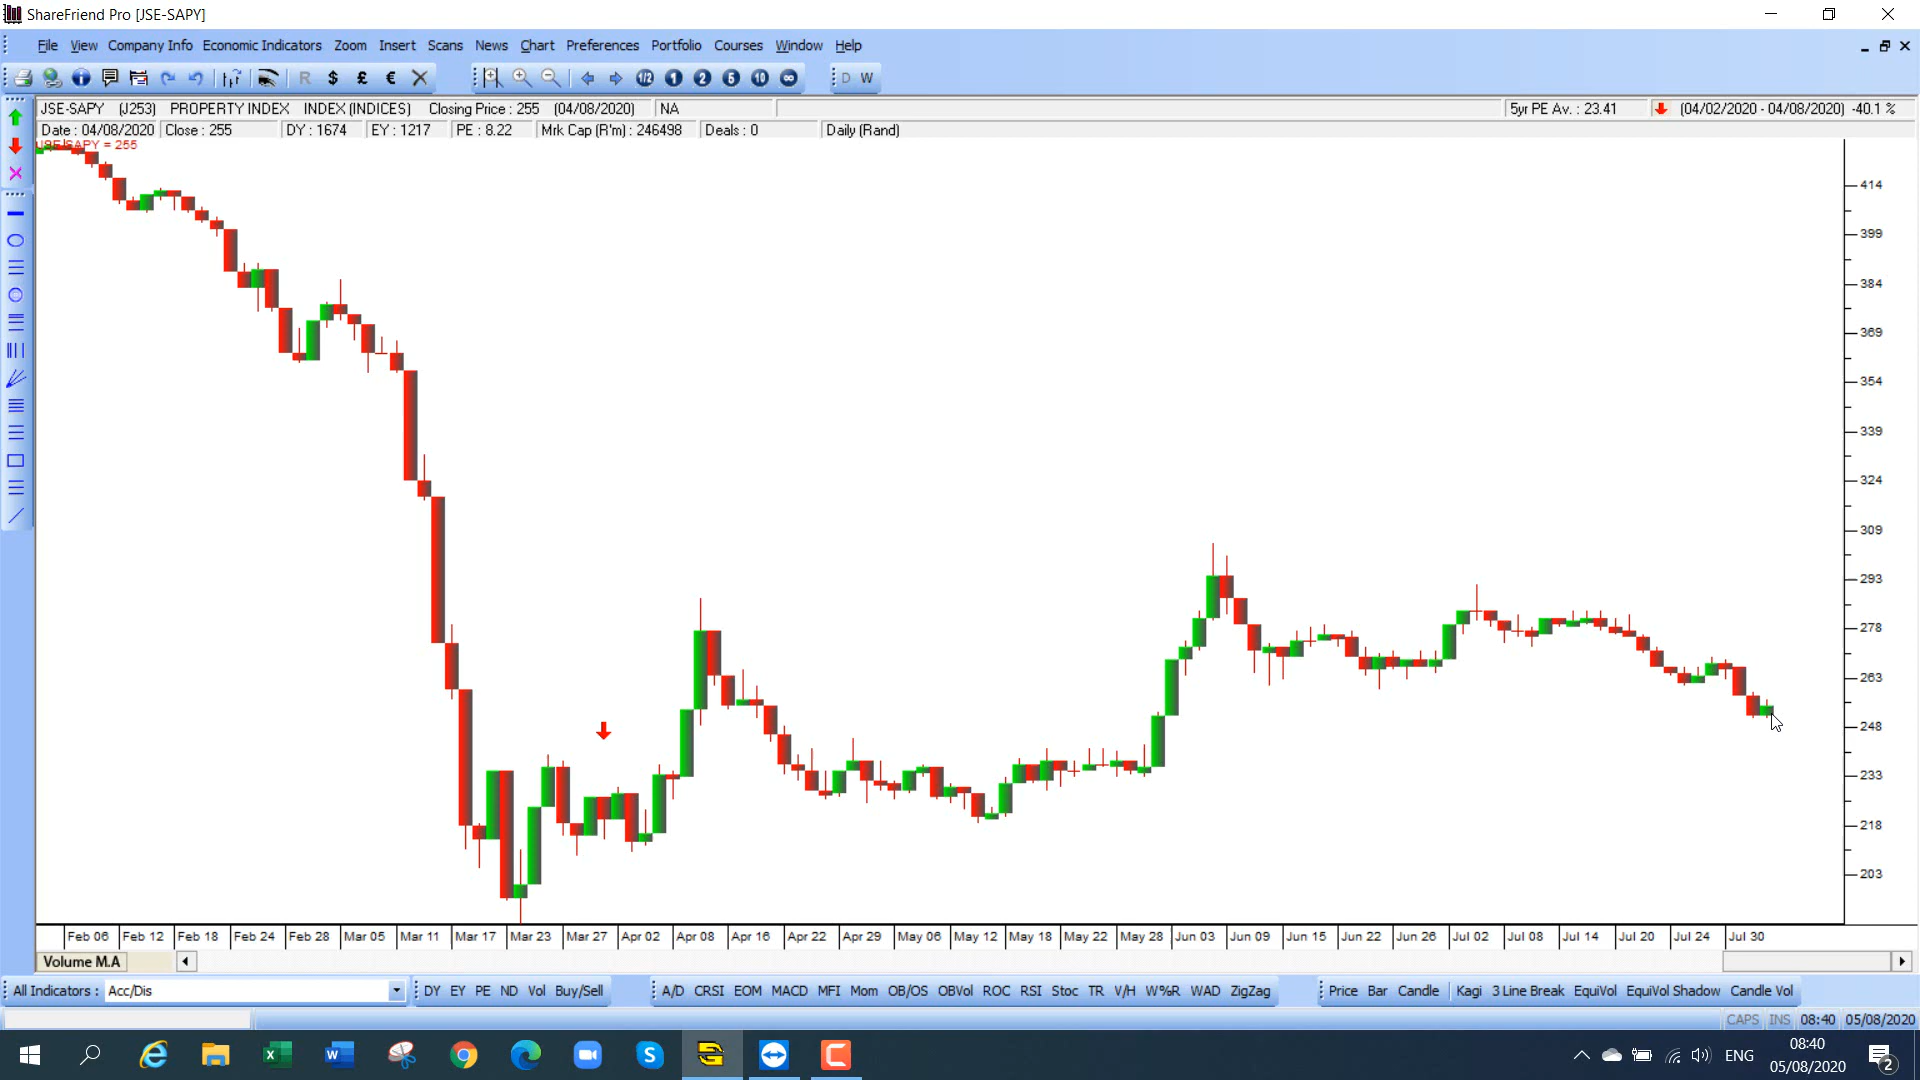 ShareFriend Pro [JSE-SAPY]
File View Company Info Economic Indicators Zoom Insert Scans News Chart Preferences Portfolio Courses Window Help
R $ £ € 1/2 1 2 5 10 ∞ D W
JSE-SAPY (J253) PROPERTY INDEX INDEX (INDICES) Closing Price : 255 (04/08/2020) NA 5yr PE Av. : 23.41 (04/02/2020 - 04/08/2020) -40.1 %
Date : 04/08/2020 Close : 255 DY : 1674 EY : 1217 PE : 8.22 Mrk Cap (R'm) : 246498 Deals : 0 Daily (Rand)
JSE-SAPY = 255
414
399
384
369
354
339
324
309
293
278
263
248
233
218
203
Feb 06 Feb 12 Feb 18 Feb 24 Feb 28 Mar 05 Mar 11 Mar 17 Mar 23 Mar 27 Apr 02 Apr 08 Apr 16 Apr 22 Apr 29 May 06 May 12 May 18 May 22 May 28 Jun 03 Jun 09 Jun 15 Jun 22 Jun 26 Jul 02 Jul 08 Jul 14 Jul 20 Jul 24 Jul 30
Volume M.A
All Indicators : Acc/Dis DY EY PE ND Vol Buy/Sell A/D CRSI EOM MACD MFI Mom OB/OS OBVol ROC RSI Stoc TR V/H W%R WAD ZigZag Price Bar Candle Kagi 3 Line Break EquiVol EquiVol Shadow Candle Vol
CAPS INS 08:40 05/08/2020
ENG 08:40
05/08/2020
2